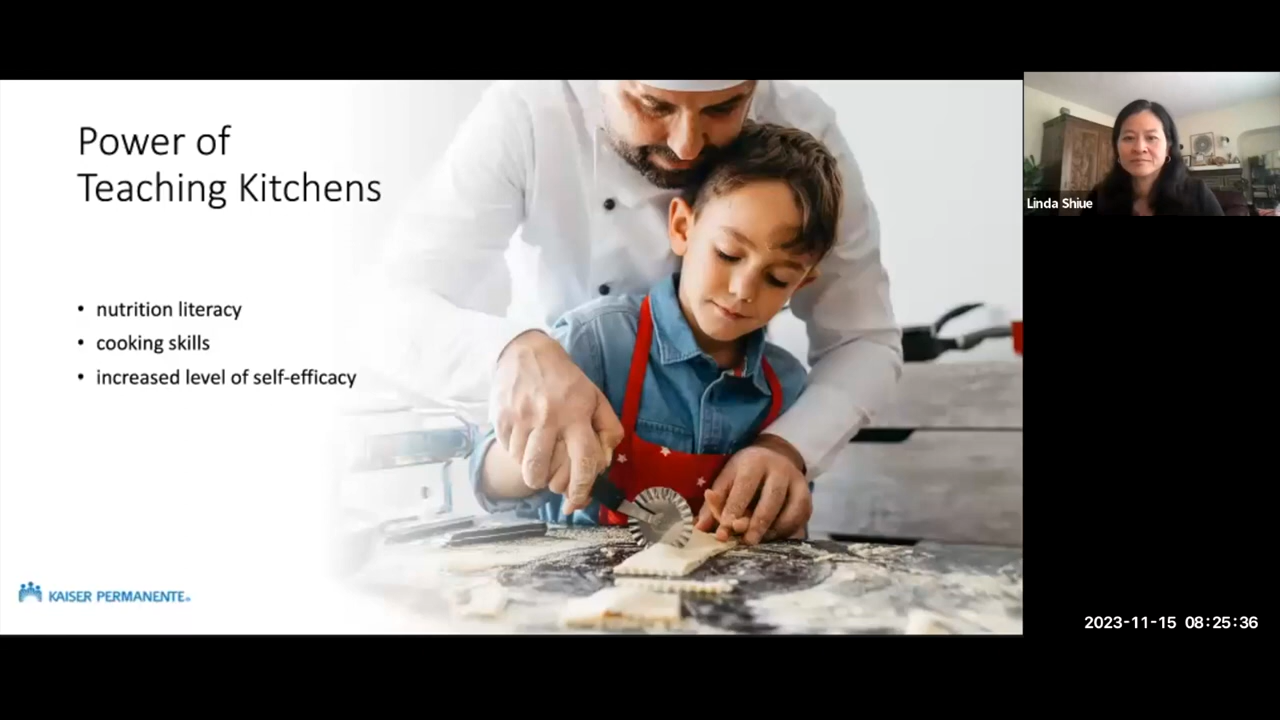 Power of
Teaching Kitchens
• nutrition literacy
• cooking skills
• increased level of self-efficacy
KAISER PERMANENTE®
Linda Shiue
2023-11-15 08:25:36